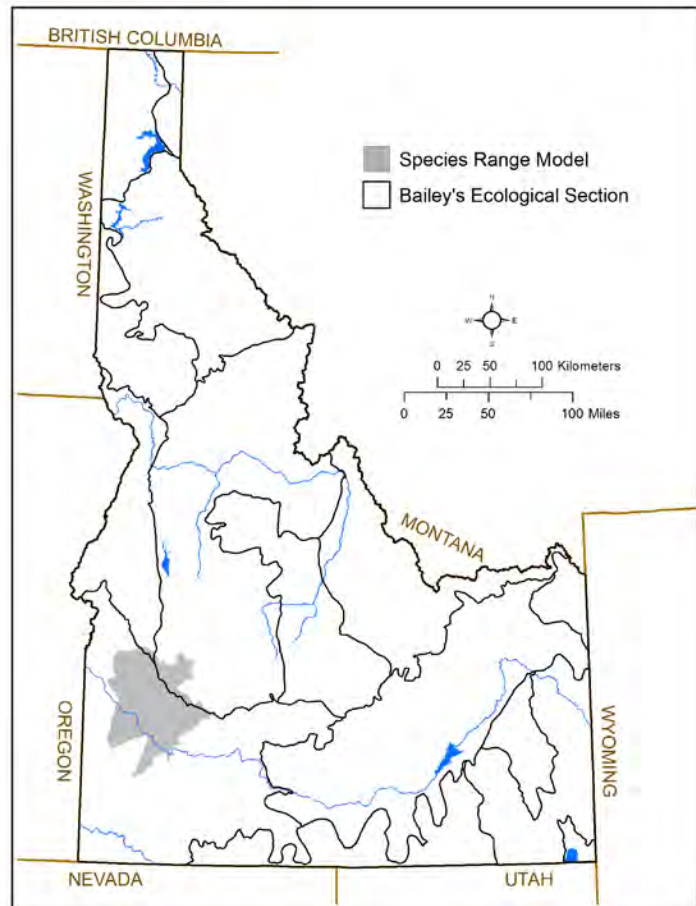 BRITISH COLUMBIA
WASHINGTON
Species Range Model
Bailey's Ecological Section
N
W
E
S
0 25 50 100 Kilometers
0 25 50 100 Miles
MONTANA
OREGON
WYOMING
NEVADA
UTAH